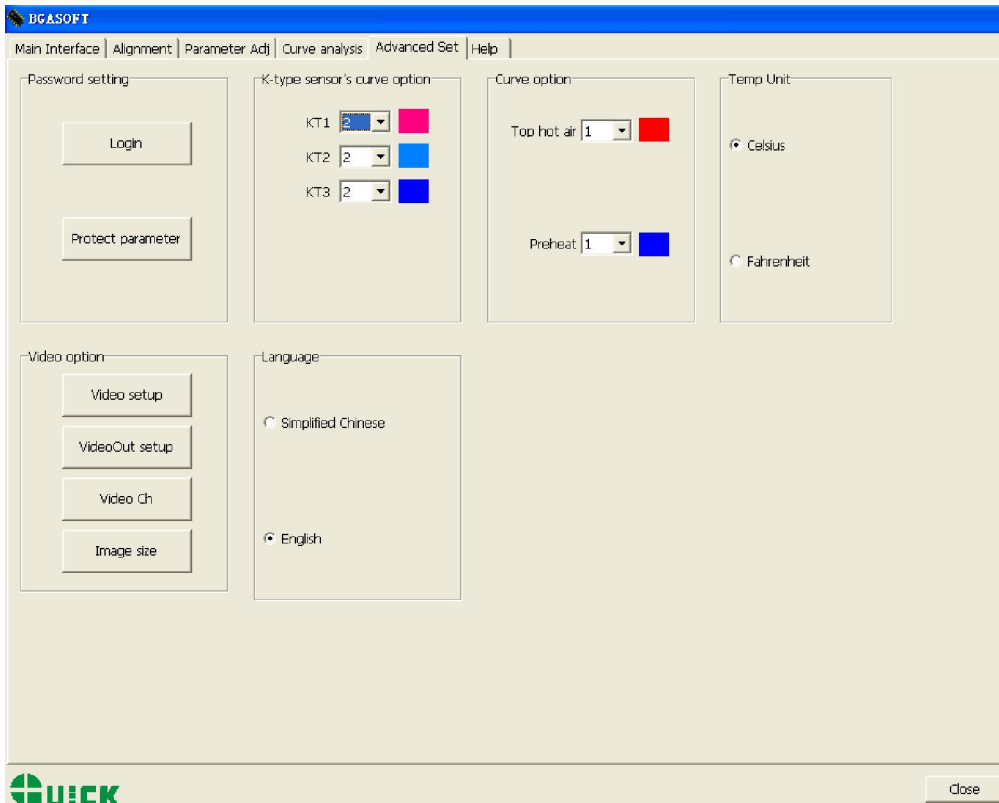 BGASOFT
Main Interface Alignment Parameter Adj Curve analysis Advanced Set Help
Password setting
Login
Protect parameter
K-type sensor's curve option
KT1 2
KT2 2
KT3 2
Curve option
Top hot air 1
Preheat 1
Temp Unit
Celsius
Fahrenheit
Video option
Video setup
VideoOut setup
Video Ch
Image size
Language
Simplified Chinese
English
QUICK
Close